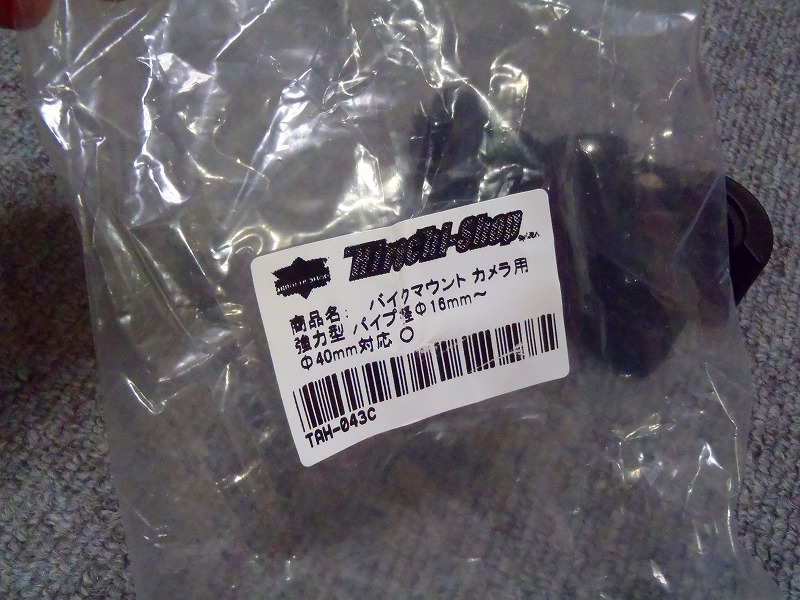 Hirochi-Shop
商品名: バイクマウント カメラ用
強力型 パイプ径Φ16mm～
Φ40mm対応 〇
TAH-043C